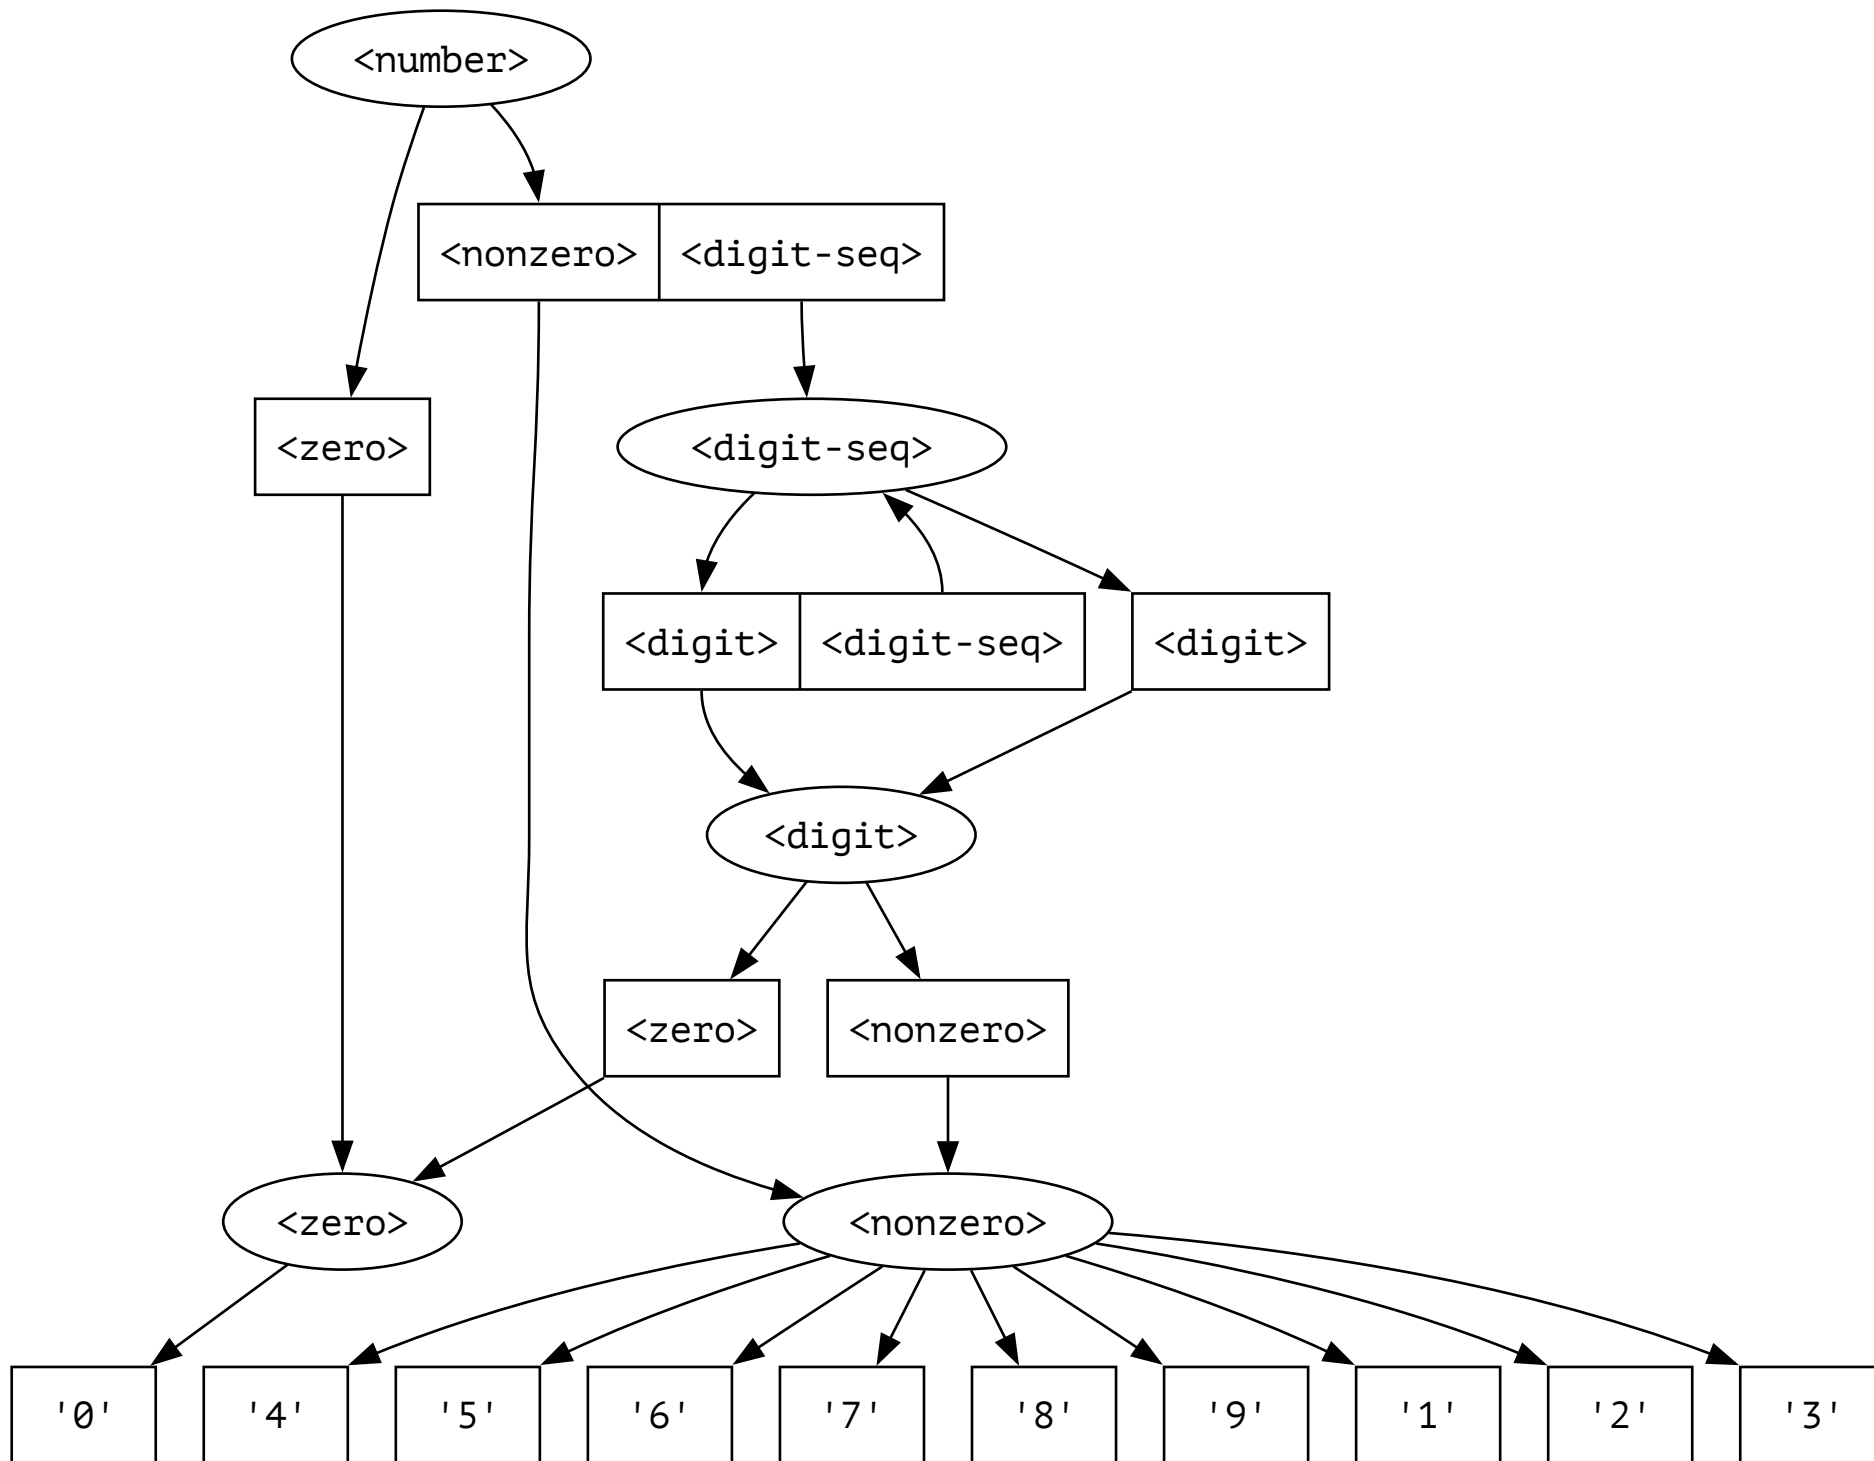 <number>
<nonzero> <digit-seq>
<zero>
<digit-seq>
<digit> <digit-seq>
<digit>
<digit>
<zero>
<nonzero>
<zero>
<nonzero>
'0'
'4'
'5'
'6'
'7'
'8'
'9'
'1'
'2'
'3'